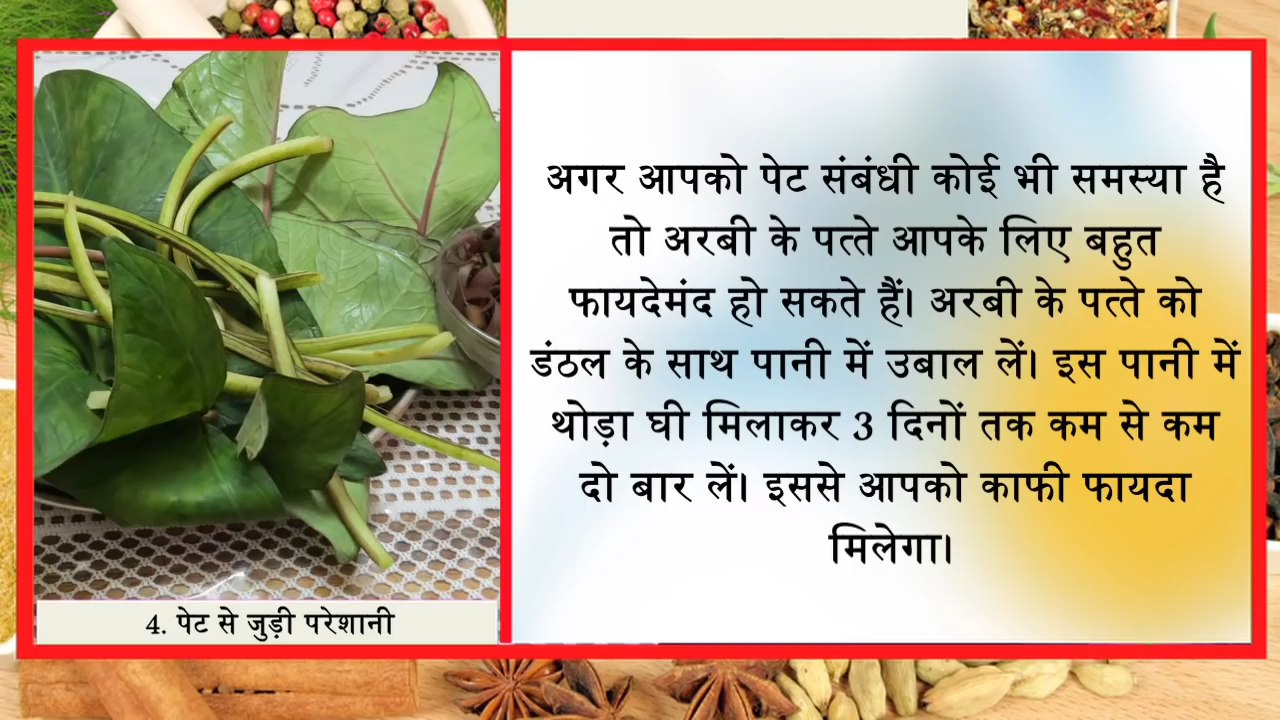 अगर आपको पेट संबंधी कोई भी समस्या है
तो अरबी के पत्ते आपके लिए बहुत
फायदेमंद हो सकते हैं। अरबी के पत्ते को
डंठल के साथ पानी में उबाल लें। इस पानी में
थोड़ा घी मिलाकर 3 दिनों तक कम से कम
दो बार लें। इससे आपको काफी फायदा
मिलेगा।
4. पेट से जुड़ी परेशानी